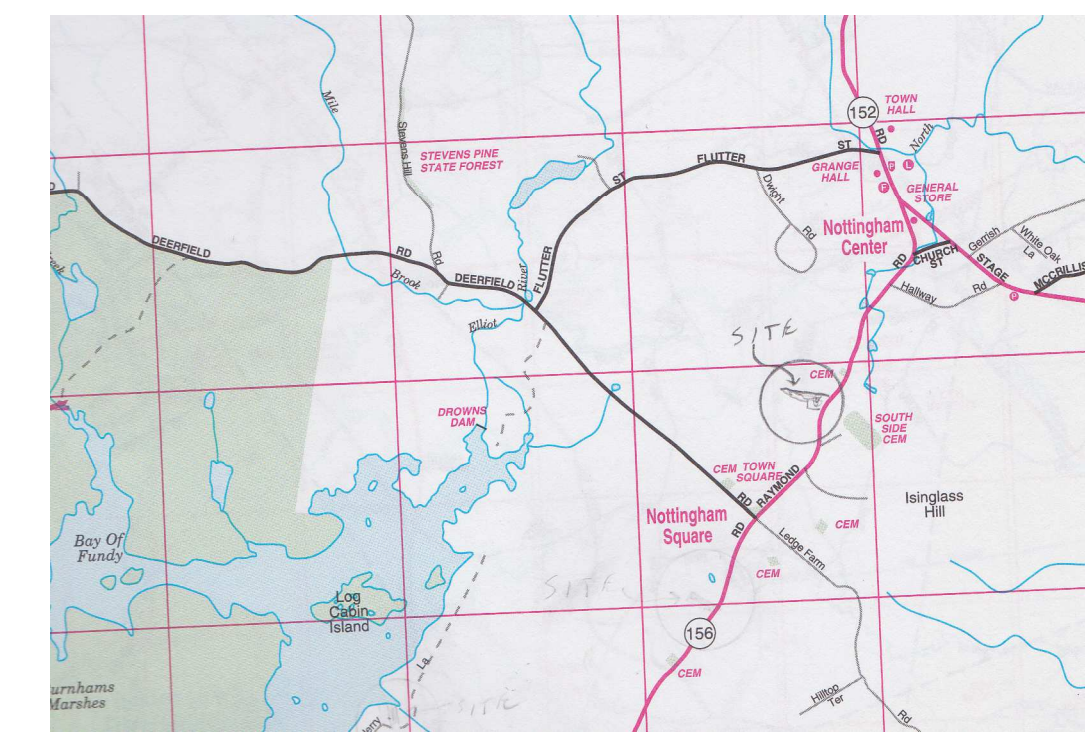 152
TOWN
HALL
RD
North
Mile
Stevens Hill
Rd
STEVENS PINE
STATE FOREST
FLUTTER
ST
ST
GRANGE
HALL
P
L
F
GENERAL
STORE
Dwight
Rd
Nottingham
Center
Gerrish
White Oak
La
CHURCH
ST
STAGE
MCCRILLIS
RD
Hallway
Rd
P
D
DEERFIELD
RD
Brook
DEERFIELD
River
FLUTTER
Elliot
SITE
CEM
DROWNS
DAM
SOUTH
SIDE
CEM
CEM
TOWN
SQUARE
RAYMOND
RD
RD
Nottingham
Square
Isinglass
Hill
CEM
Ledge Farm
CEM
Bay Of
Fundy
SITE
Log
Cabin
Island
156
La
CEM
urnhams
Marshes
SITE
Hilltop
Ter
Rd